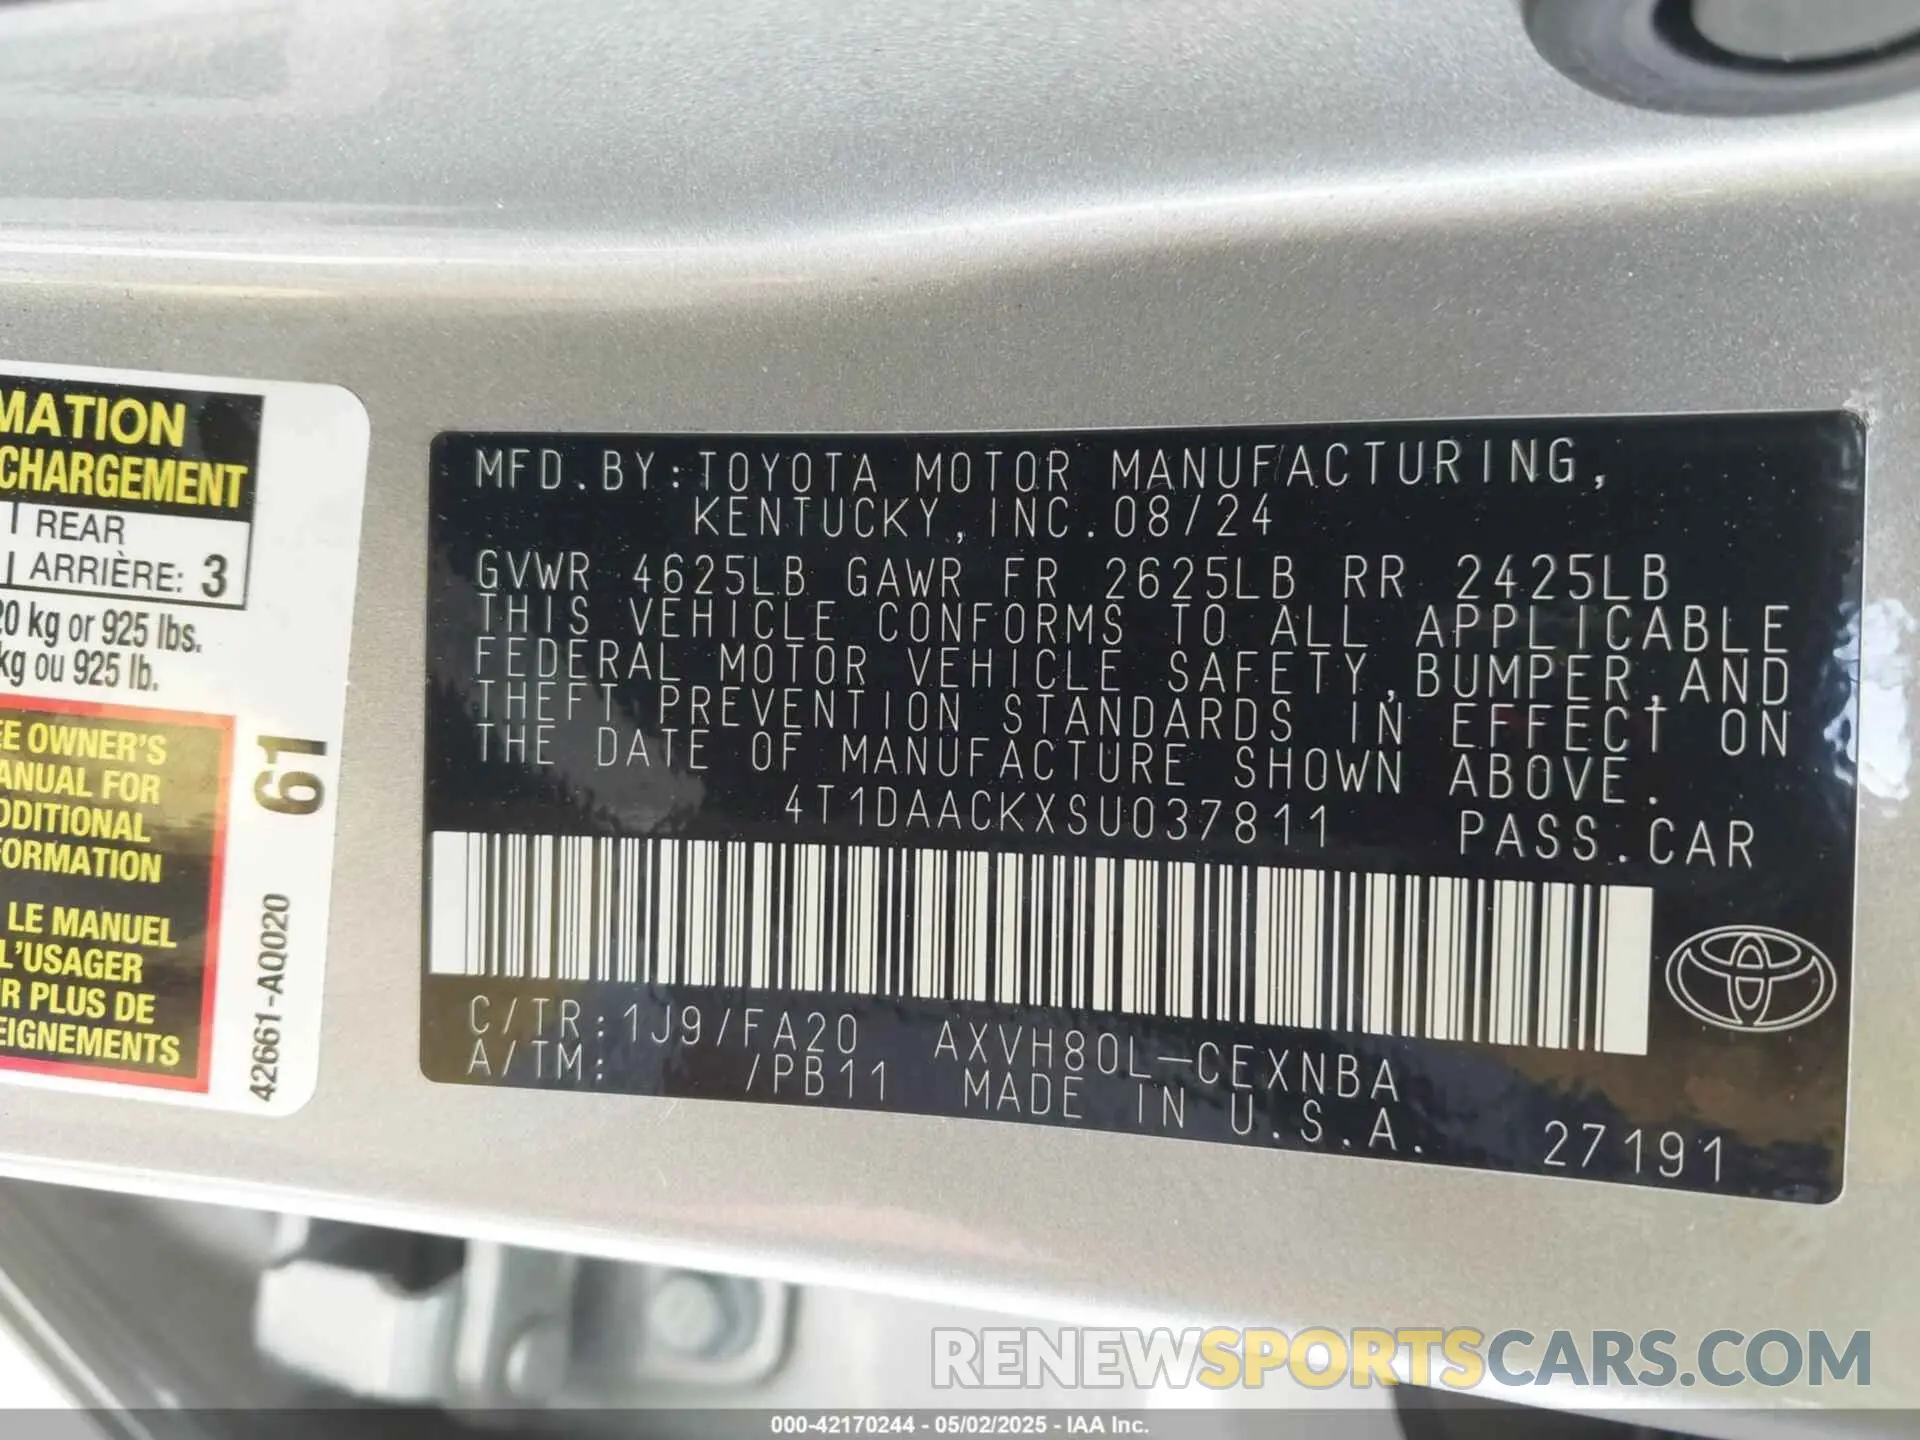 MATION
CHARGEMENT
REAR
ARRIÈRE: 3
20 kg or 925 lbs.
kg ou 925 lb.
EE OWNER'S
ANUAL FOR
DDITIONAL
FORMATION
LE MANUEL
L'USAGER
R PLUS DE
EIGNEMENTS
61
42661-AQ020
MFD.BY:TOYOTA MOTOR MANUFACTURING,
KENTUCKY,INC.08/24
GVWR 4625LB GAWR FR 2625LB RR 2425LB
THIS VEHICLE CONFORMS TO ALL APPLICABLE
FEDERAL MOTOR VEHICLE SAFETY,BUMPER,AND
THEFT PREVENTION STANDARDS IN EFFECT ON
THE DATE OF MANUFACTURE SHOWN ABOVE.
4T1DAACKXSU037811 PASS.CAR
C/TR:1J9/FA20 AXVH80L-CEXNBA
A/TM: /PB11 MADE IN U.S.A.
27191
RENEWSPORTSCARS.COM
000-42170244 - 05/02/2025 - IAA Inc.